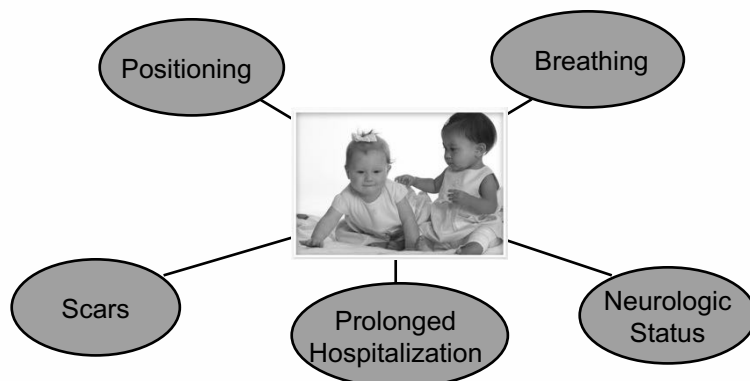 Positioning
Breathing
Scars
Prolonged
Hospitalization
Neurologic
Status